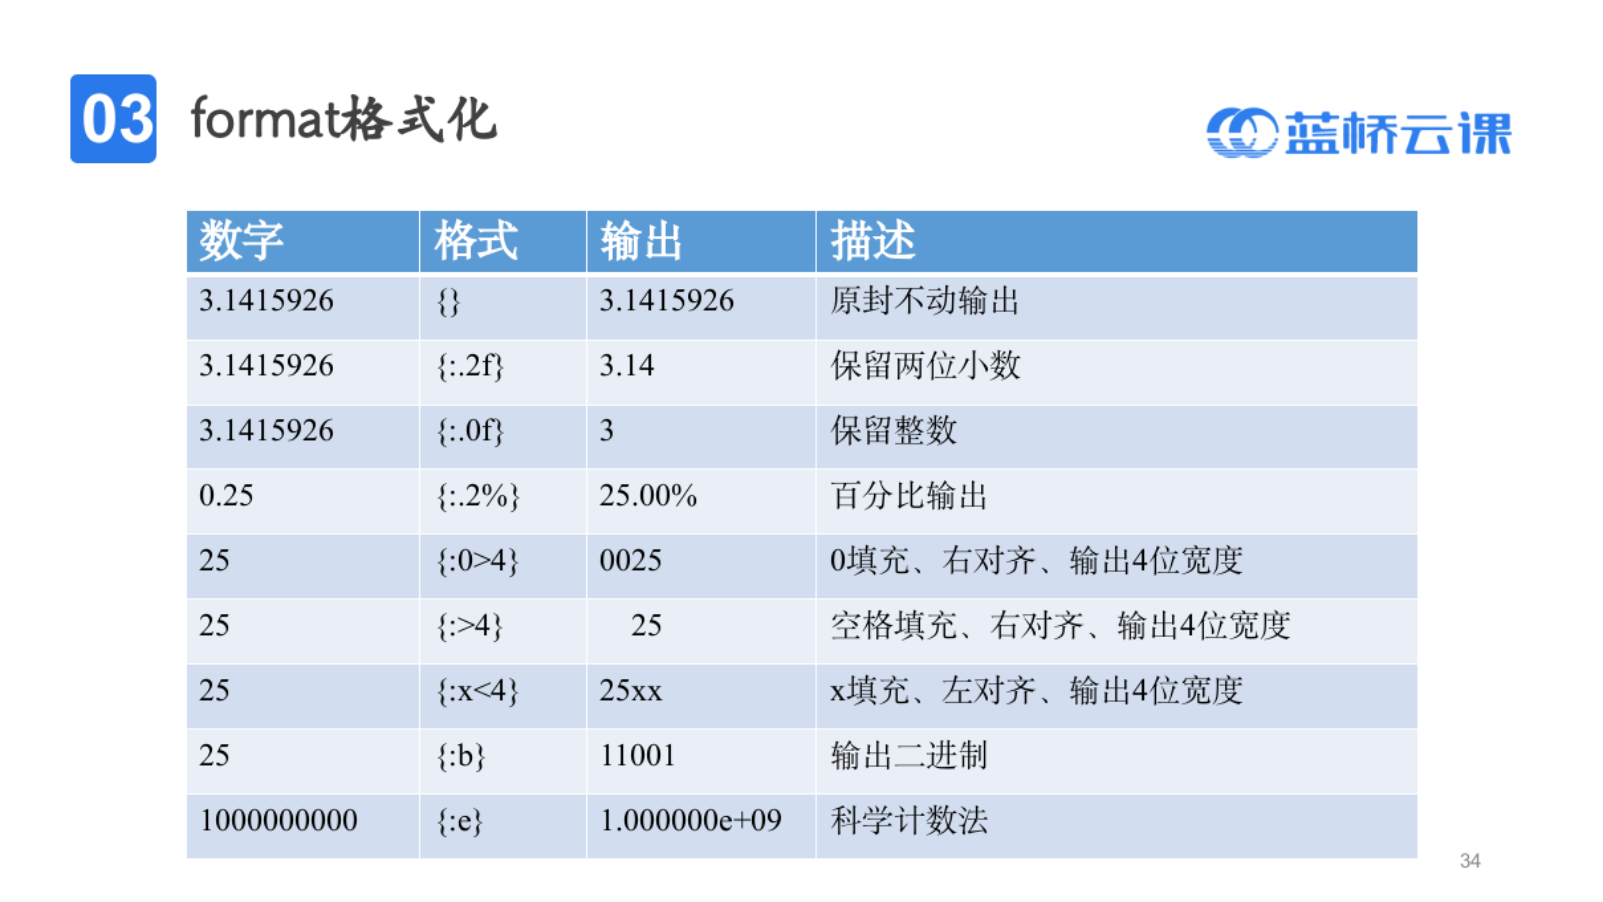 03 format格式化
蓝桥云课
数字 格式 输出 描述
3.1415926 {} 3.1415926 原封不动输出
3.1415926 {:.2f} 3.14 保留两位小数
3.1415926 {:.0f} 3 保留整数
0.25 {:.2%} 25.00% 百分比输出
25 {:0>4} 0025 0填充、右对齐、输出4位宽度
25 {:>4} 25 空格填充、右对齐、输出4位宽度
25 {:x<4} 25xx x填充、左对齐、输出4位宽度
25 {:b} 11001 输出二进制
1000000000 {:e} 1.000000e+09 科学计数法
34